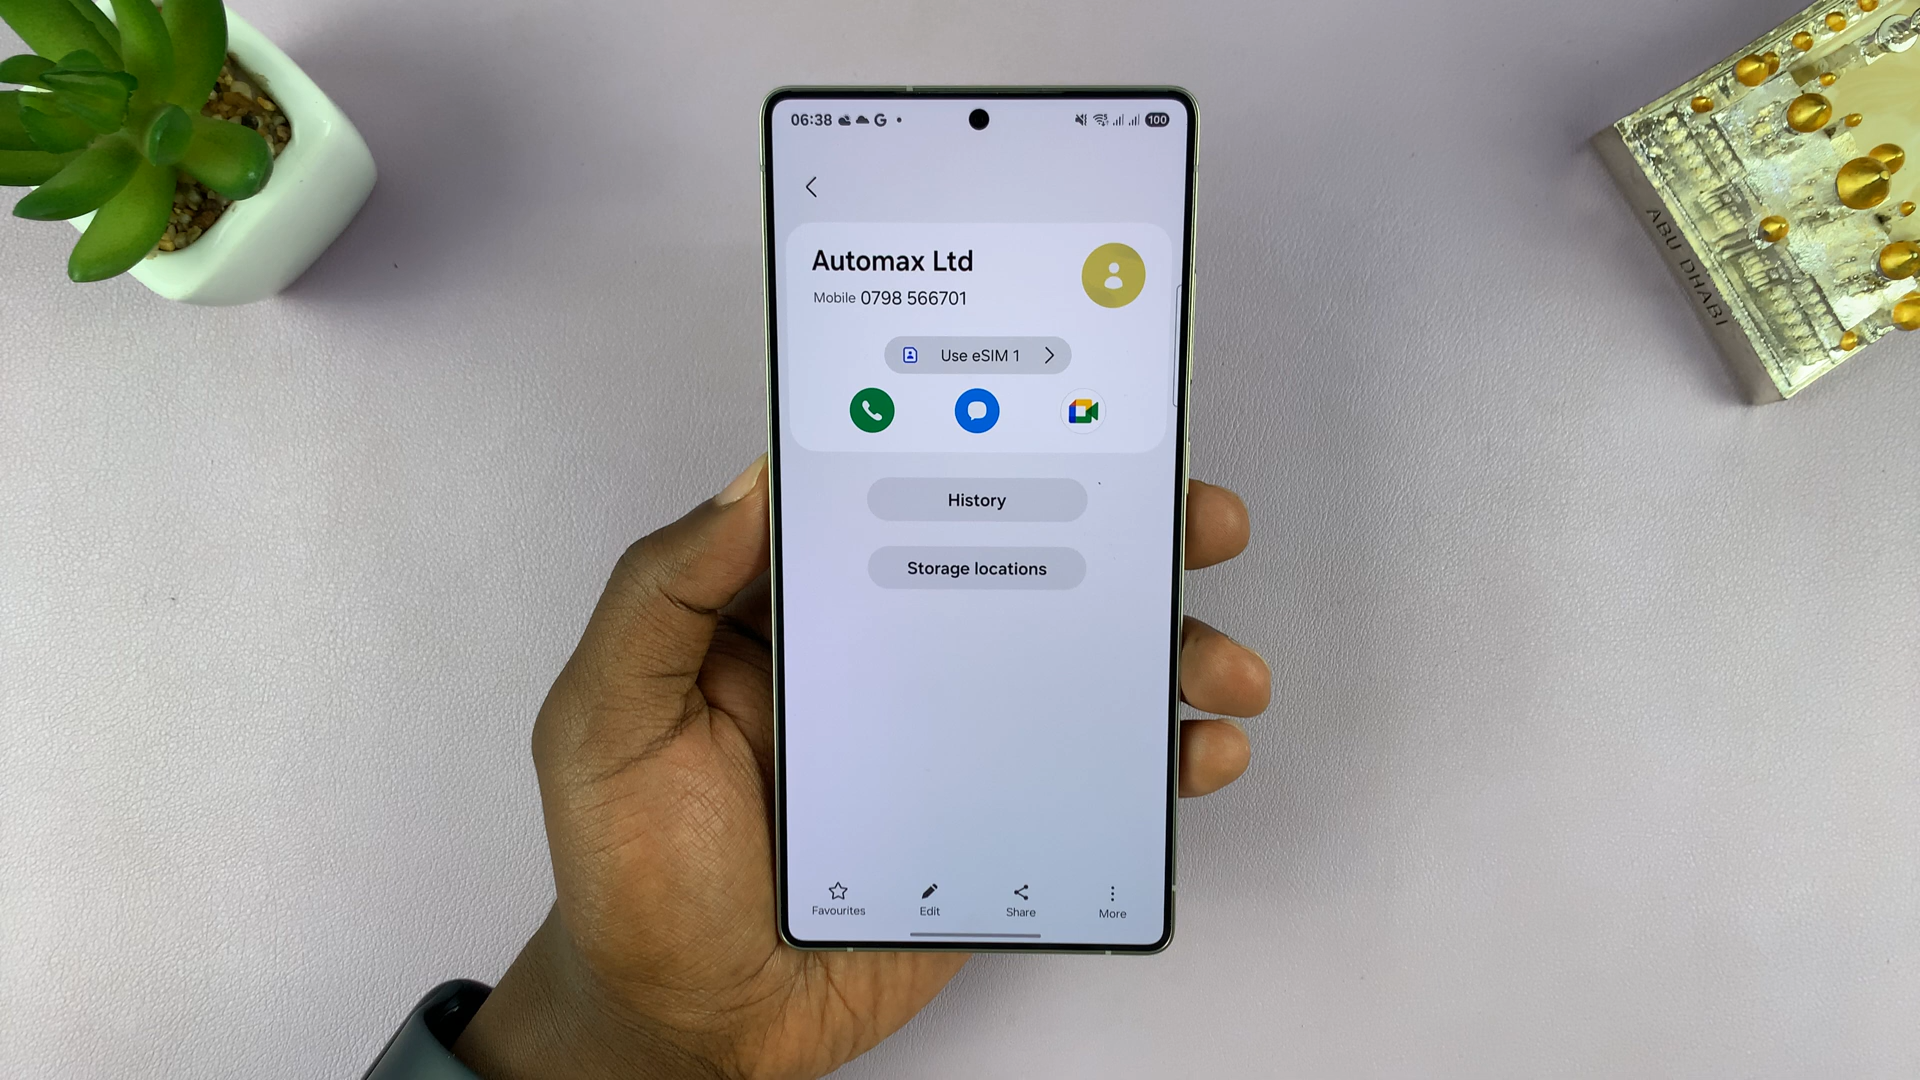 06:38
100
Automax Ltd
Mobile 0798 566701
Use eSIM 1
History
Storage locations
Favourites
Edit
Share
More
ABU DHABI